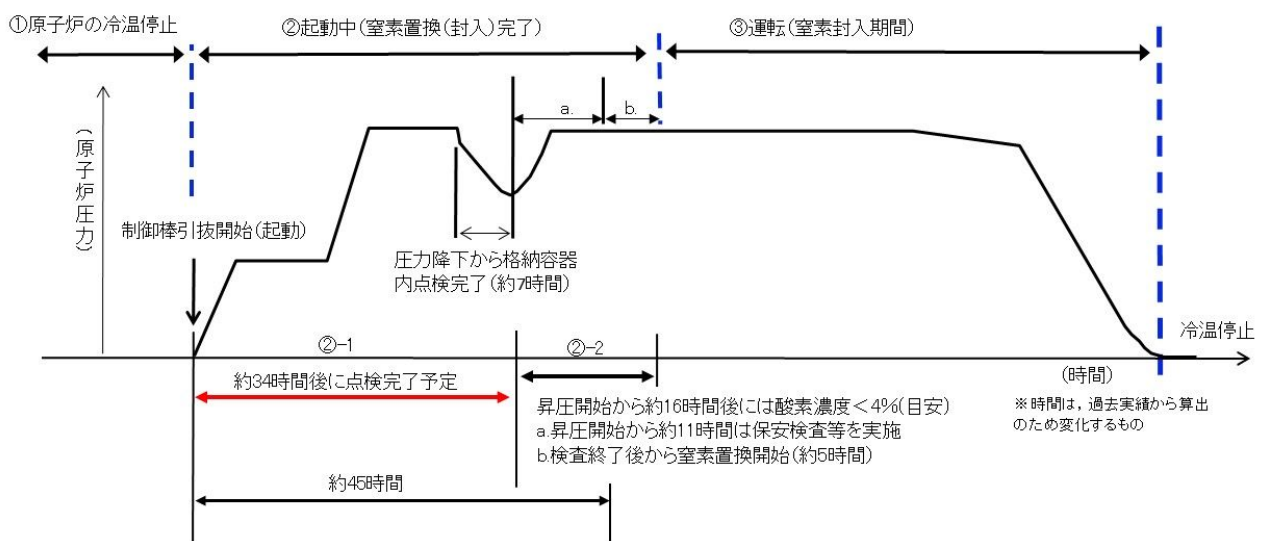 ①原子炉の冷温停止
②起動中(窒素置換(封入)完了)
③運転(窒素封入期間)
a.
b.
(原子炉圧力)
制御棒引抜開始(起動)
圧力降下から格納容器
内点検完了(約7時間)
冷温停止
②-1
②-2
(時間)
約34時間後に点検完了予定
昇圧開始から約16時間後には酸素濃度<4%(目安)
a.昇圧開始から約11時間は保安検査等を実施
b.検査終了後から窒素置換開始(約5時間)
※時間は,過去実績から算出
のため変化するもの
約45時間